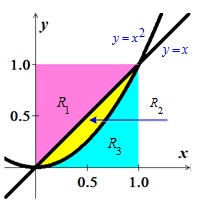 y
y = x²
y = x
1.0
R₁
R₂
0.5
R₃
x
0.5
1.0